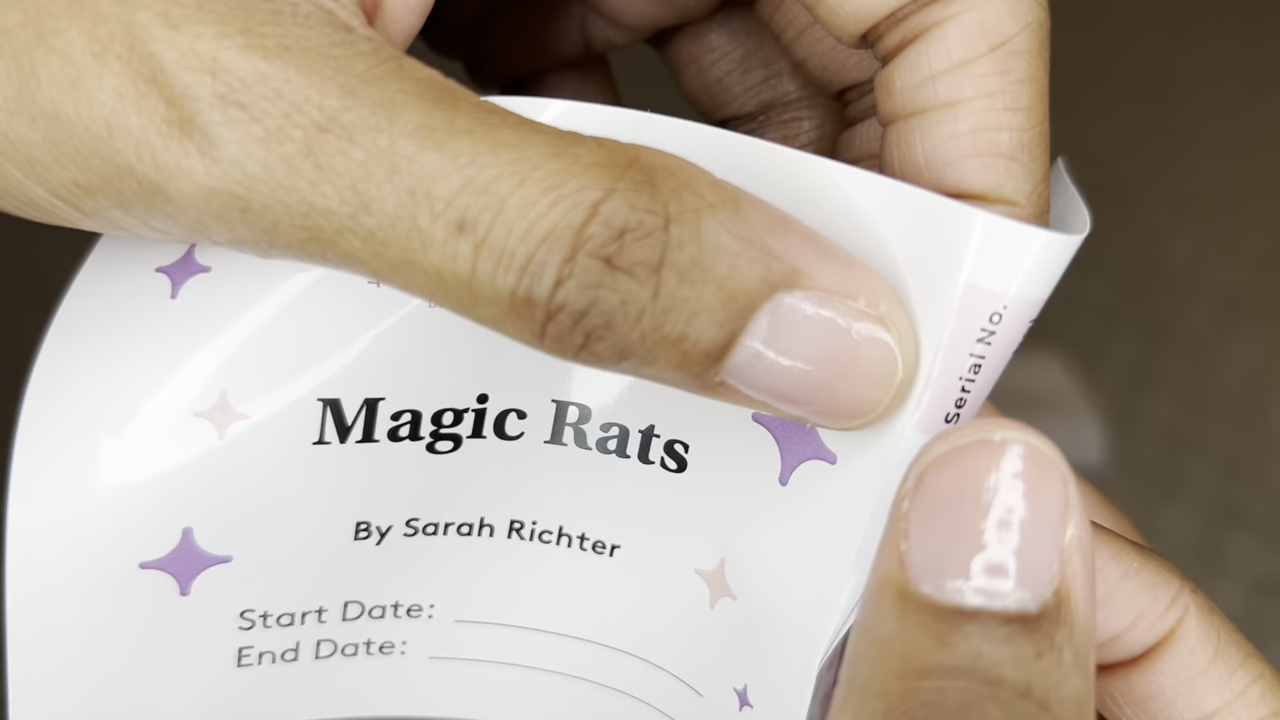 Magic Rats
By Sarah Richter
Start Date:
End Date:
Serial No.